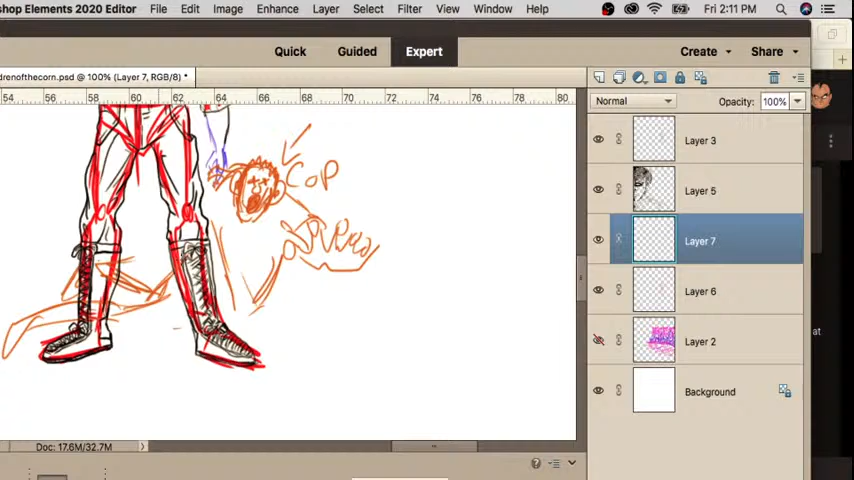 shop Elements 2020 Editor File Edit Image Enhance Layer Select Filter View Window Help Fri 2:11 PM
Quick Guided Expert Create Share
drenofthecorn.psd @ 100% (Layer 7, RGB/8) *
54 56 58 60 62 64 66 68 70 72 74 76 78 80
Normal Opacity: 100%
Layer 3
COP
Layer 5
Layer 7
Layer 6
at
Layer 2
Background
Doc: 17.6M/32.7M